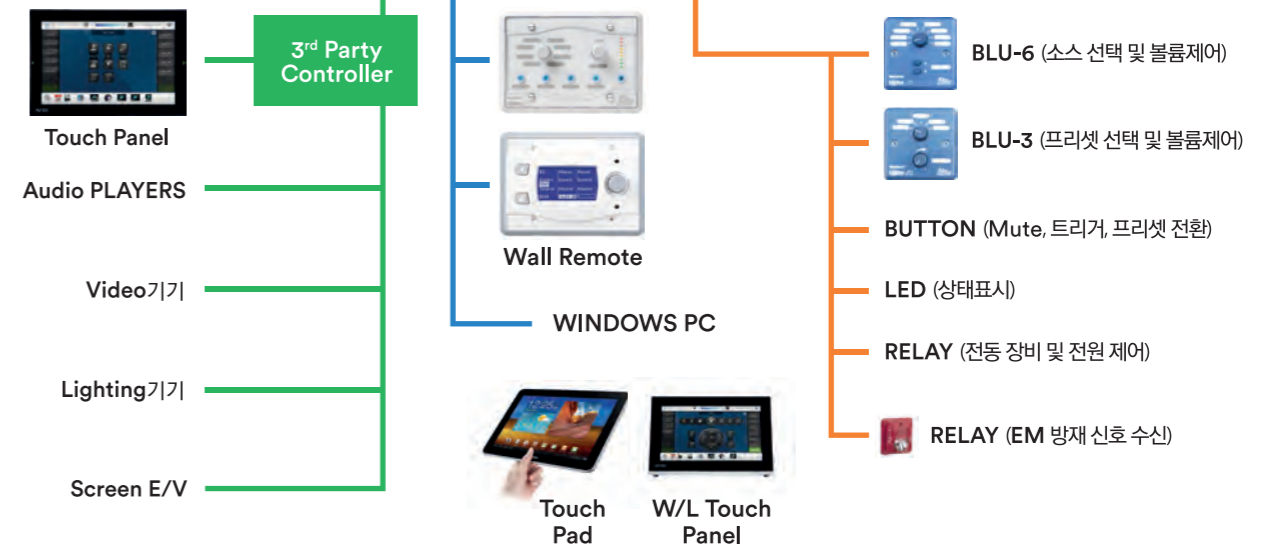 3rd Party
Controller
Touch Panel
Audio PLAYERS
Video기기
Lighting기기
Screen E/V
Wall Remote
WINDOWS PC
Touch
Pad
W/L Touch
Panel
BLU-6 (소스 선택 및 볼륨제어)
BLU-3 (프리셋 선택 및 볼륨제어)
BUTTON (Mute, 트리거, 프리셋 전환)
LED (상태표시)
RELAY (전동 장비 및 전원 제어)
RELAY (EM 방재 신호 수신)